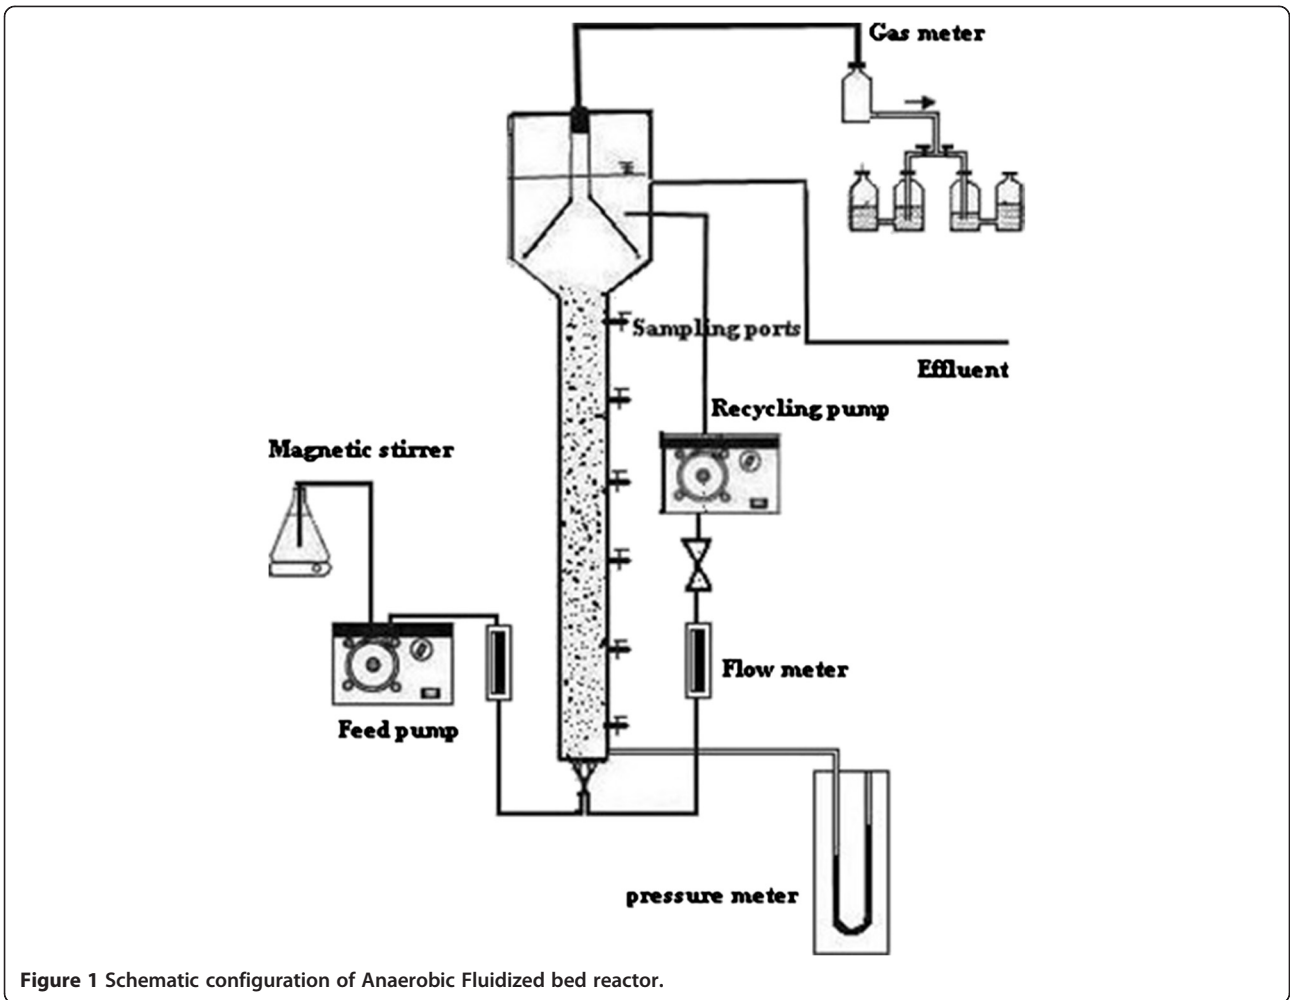 Gas meter
Sampling ports
Effluent
Recycling pump
Magnetic stirrer
Flow meter
Feed pump
pressure meter
Figure 1 Schematic configuration of Anaerobic Fluidized bed reactor.